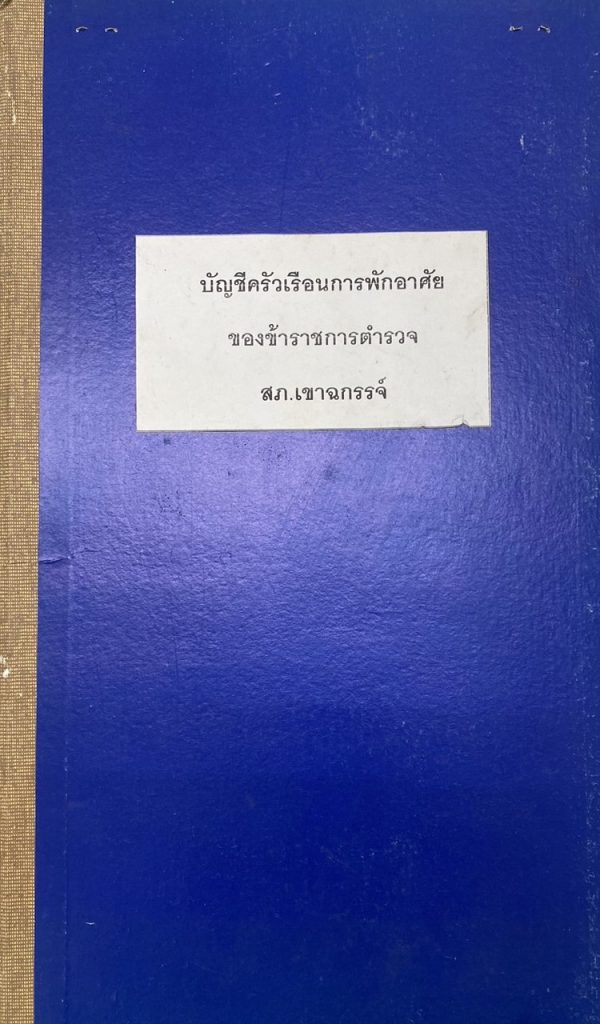 บัญชีครัวเรือนการพักอาศัย
ของข้าราชการตำรวจ
สภ.เขาฉกรรจ์